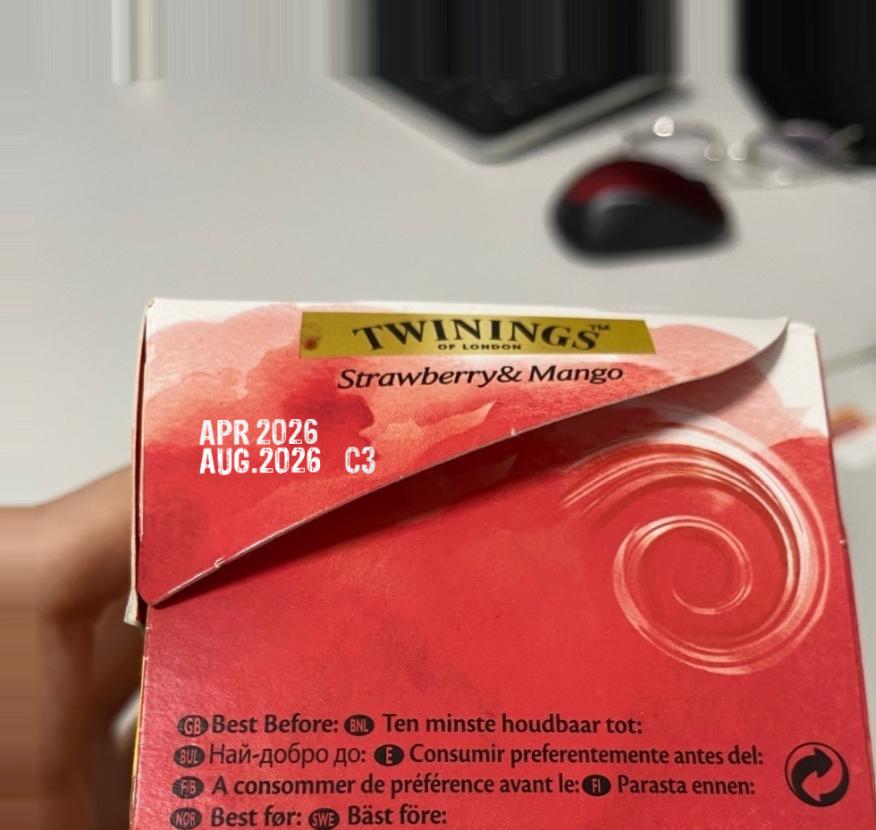 TWININGS™
OF LONDON
Strawberry& Mango
APR 2026
AUG.2026 C3
GB Best Before: BNL Ten minste houdbaar tot:
BUL Най-добро до: E Consumir preferentemente antes del:
F/B A consommer de préférence avant le: FI Parasta ennen:
NOR Best før: SWE Bäst före: